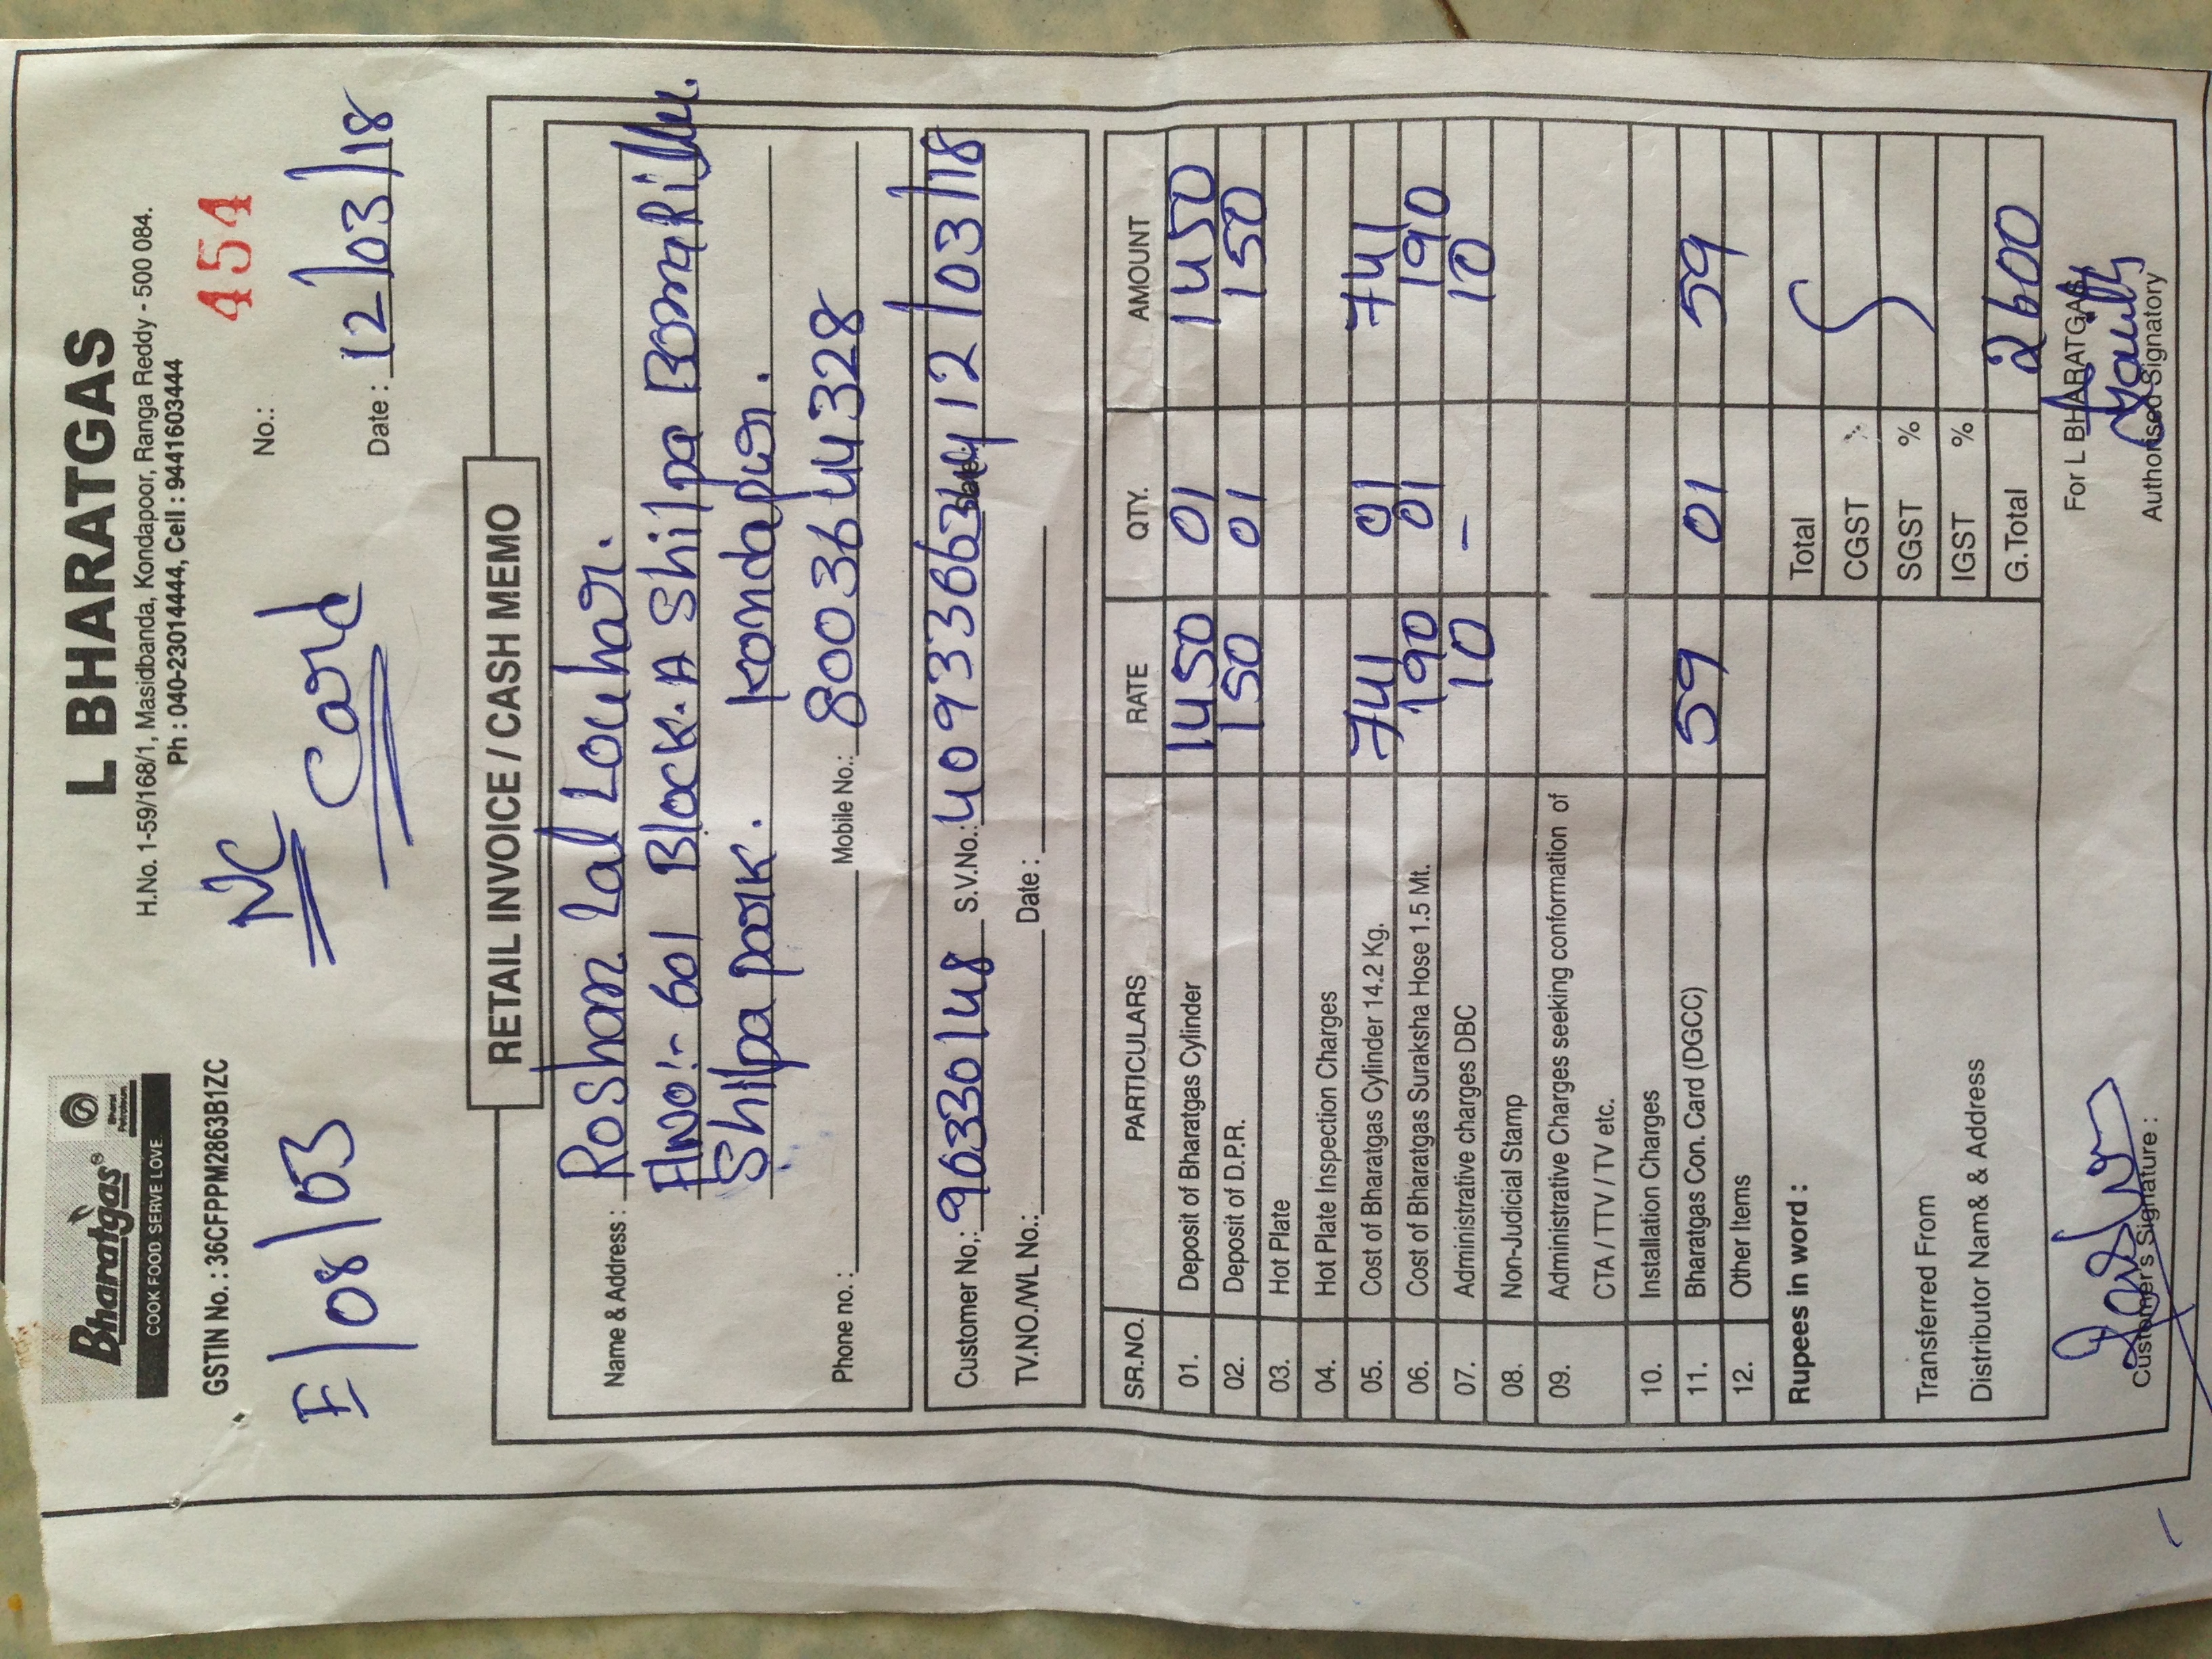 Bharatgas®
Bharat
Petroleum
COOK FOOD. SERVE LOVE.
L BHARATGAS
H.No. 1-59/168/1, Masidbanda, Kondapoor, Ranga Reddy - 500 084.
Ph : 040-23014444, Cell : 9441603444
GSTIN No. : 36CFPPM2863B1ZC
No.: 454
E/08/03 NC Card
Date : 12/03/18
RETAIL INVOICE / CASH MEMO
Name & Address : Roshan Lal Louhar.
Flno:- 601 Block-A Shilpa
Shilpa park. Kondapur.
Phone no. : Mobile No.: 8003644328
Customer No,: 90330148 S.V.No.: Date: 12/03/18
TV.NO./WL No.: Date :
SR.NO. PARTICULARS RATE QTY. AMOUNT
01. Deposit of Bharatgas Cylinder 1450 01 1450
02. Deposit of D.P.R. 150 01 150
03. Hot Plate
04. Hot Plate Inspection Charges
05. Cost of Bharatgas Cylinder 14.2 Kg. 741 01 741
06. Cost of Bharatgas Suraksha Hose 1.5 Mt. 190 01 190
07. Administrative charges DBC 10 – 10
08. Non-Judicial Stamp
09. Administrative Charges seeking conformation of
CTA / TTV / TV etc.
10. Installation Charges
11. Bharatgas Con. Card (DGCC) 59 01 59
12. Other Items
Rupees in word : Total
CGST %
SGST %
Transferred From
IGST %
Distributor Nam& & Address
G.Total 2600
For L BHARATGAS
Customer's Signature : Authorised Signatory